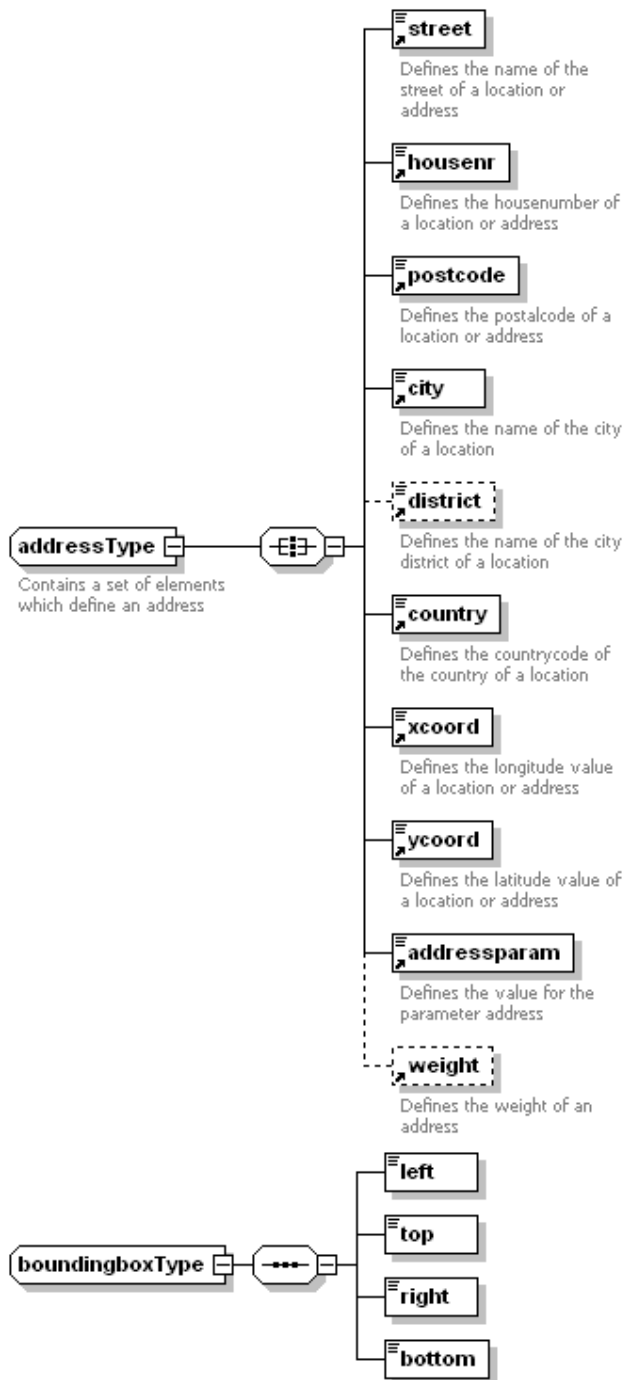 street
Defines the name of the
street of a location or
address
housenr
Defines the housenumber of
a location or address
postcode
Defines the postalcode of a
location or address
city
Defines the name of the city
of a location
district
Defines the name of the city
district of a location
addressType
Contains a set of elements
which define an address
country
Defines the countrycode of
the country of a location
xcoord
Defines the longitude value
of a location or address
ycoord
Defines the latitude value of
a location or address
addressparam
Defines the value for the
parameter address
weight
Defines the weight of an
address
boundingboxType
left
top
right
bottom